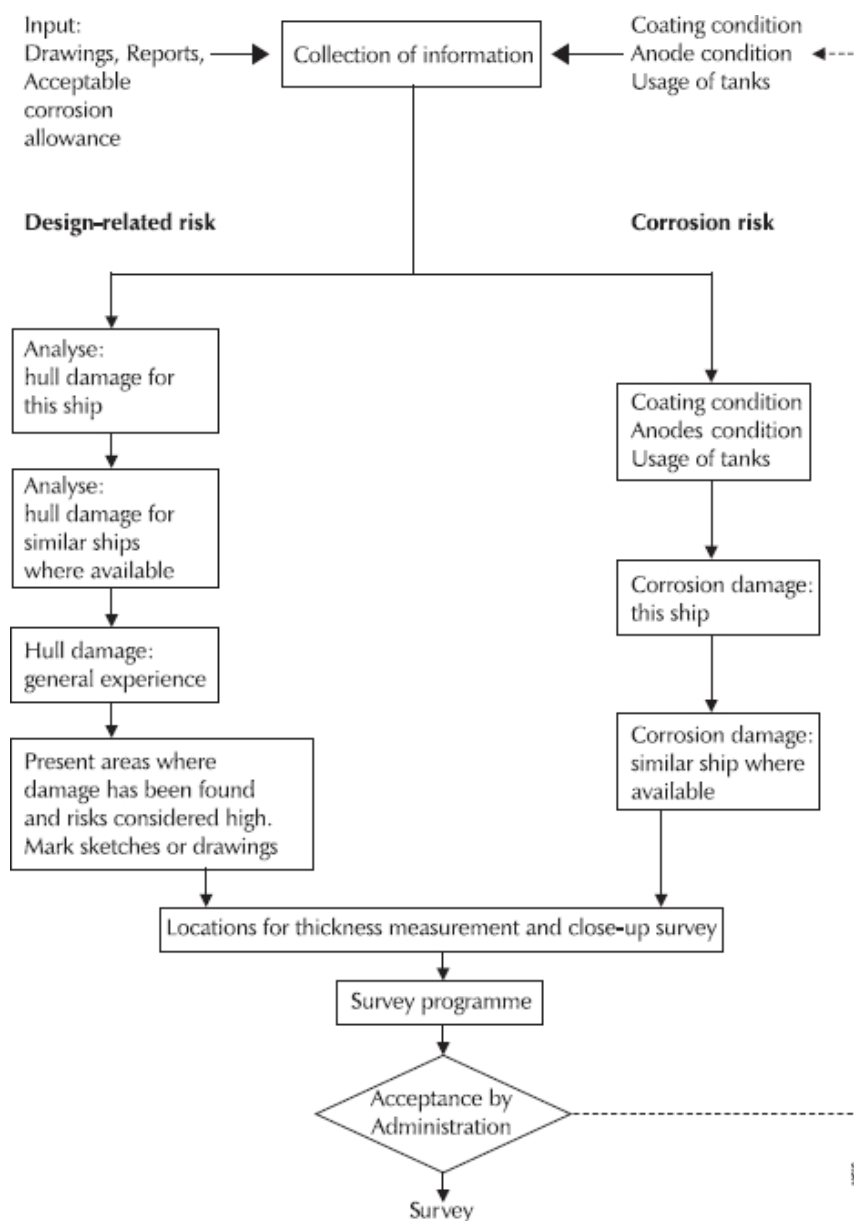 Input:
Drawings, Reports,
Acceptable
corrosion
allowance
Collection of information
Coating condition
Anode condition
Usage of tanks
Design–related risk
Corrosion risk
Analyse:
hull damage for
this ship
Analyse:
hull damage for
similar ships
where available
Hull damage:
general experience
Present areas where
damage has been found
and risks considered high.
Mark sketches or drawings
Coating condition
Anodes condition
Usage of tanks
Corrosion damage:
this ship
Corrosion damage:
similar ship where
available
Locations for thickness measurement and close–up survey
Survey programme
Acceptance by
Administration
Survey